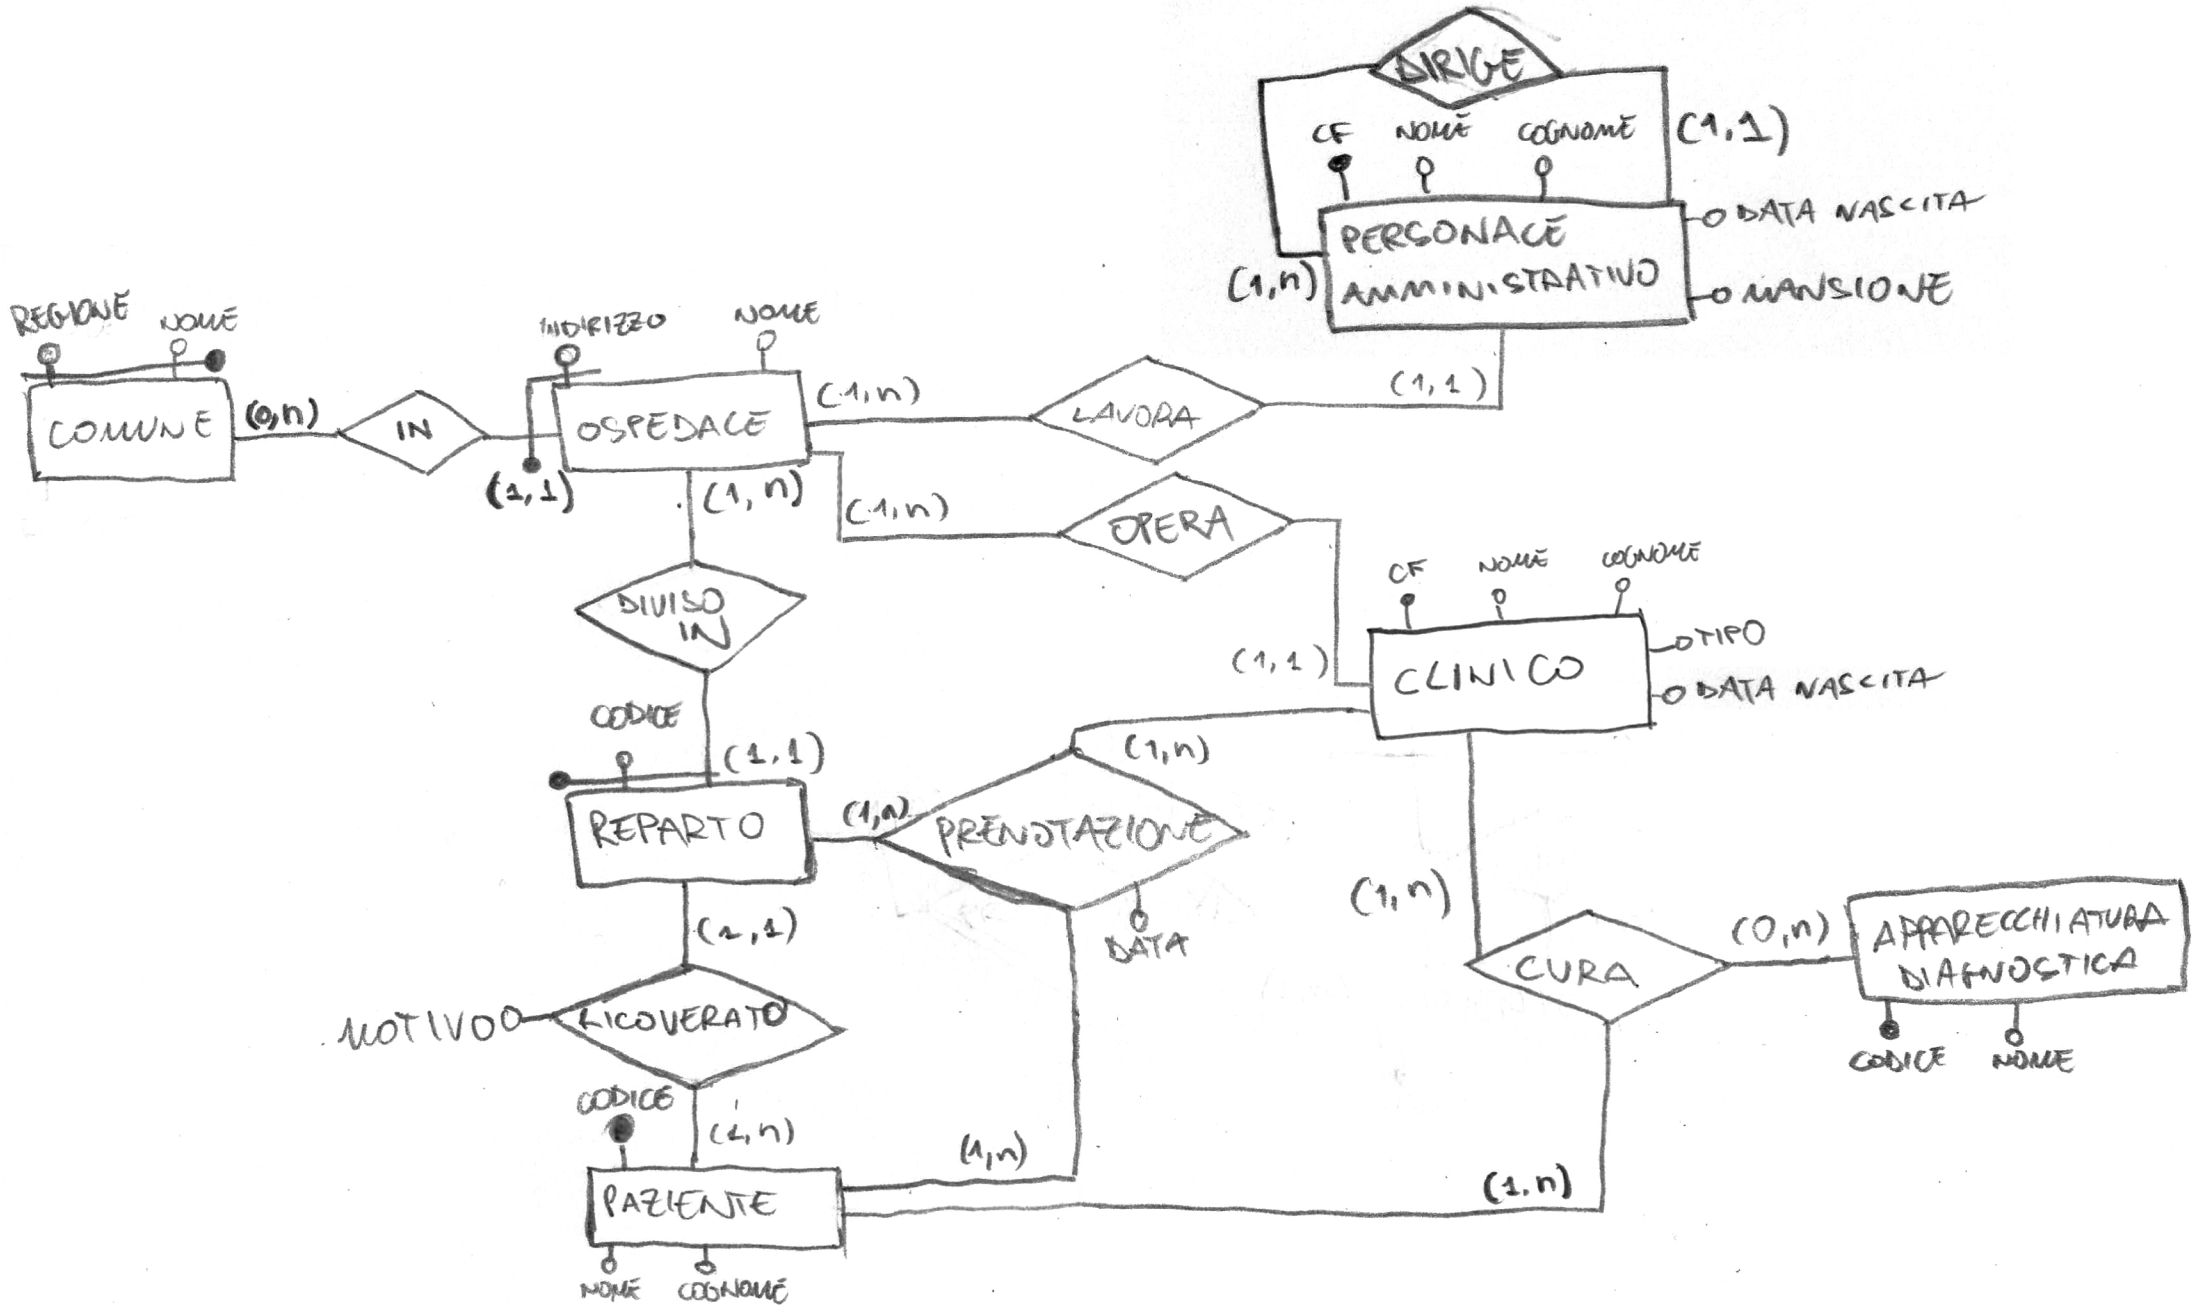 DIRIGE
CF NOME COGNOME (1,1)
DATA NASCITA
PERSONALE
AMMINISTRATIVO
(1,n)
MANSIONE
REGIONE NOME
INDIRIZZO NOME
COMUNE
(0,n)
IN
(1,1)
OSPEDALE
(1,n)
LAVORA
(1,1)
(1,n)
(1,n)
OPERA
(1,1)
DIVISO
IN
CF NOME COGNOME
TIPO
CLINICO
DATA NASCITA
CODICE
(1,1)
REPARTO
(1,n)
PRENOTAZIONE
(1,n)
DATA
(1,1)
MOTIVO
RICOVERATO
(1,n)
CURA
(0,n)
APPARECCHIATURA
DIAGNOSTICA
CODICE NOME
CODICE
(1,n)
(1,n)
(1,n)
PAZIENTE
NOME COGNOME